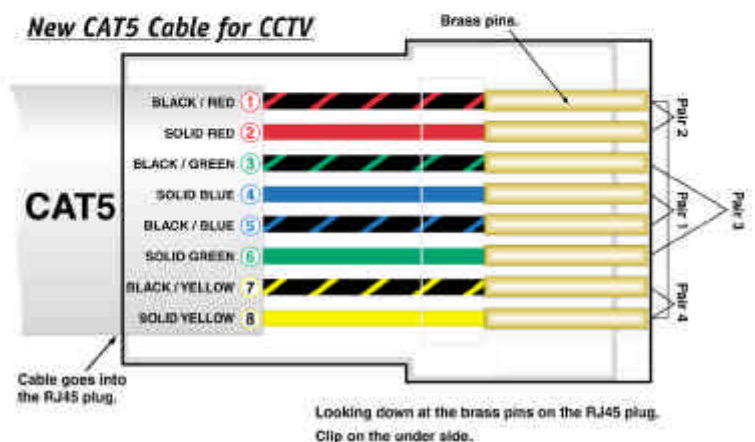 New CAT5 Cable for CCTV
Brass pins.
BLACK / RED 1
SOLID RED 2
BLACK / GREEN 3
SOLID BLUE 4
BLACK / BLUE 5
SOLID GREEN 6
BLACK / YELLOW 7
SOLID YELLOW 8
CAT5
Pair 2
Pair 1
Pair 3
Pair 4
Cable goes into
the RJ45 plug.
Looking down at the brass pins on the RJ45 plug.
Clip on the under side.